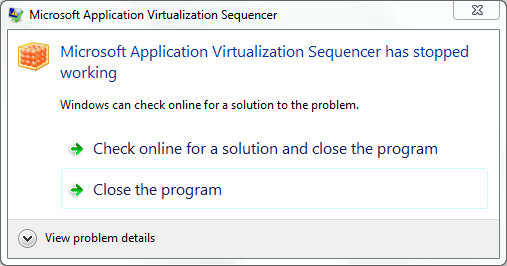 Microsoft Application Virtualization Sequencer
Microsoft Application Virtualization Sequencer has stopped
working
Windows can check online for a solution to the problem.
Check online for a solution and close the program
Close the program
View problem details